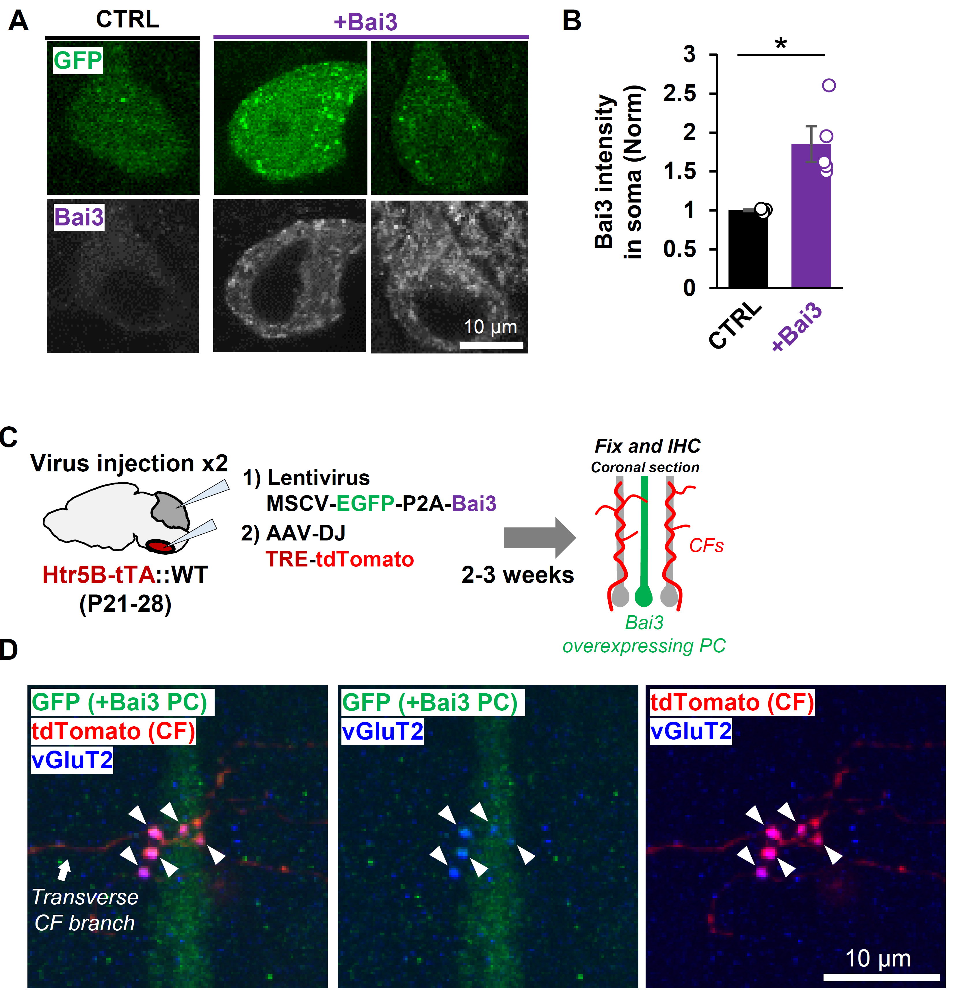 A
CTRL
+Bai3
GFP
Bai3
10 µm
B
*
Bai3 intensity
in soma (Norm)
3
2.5
2
1.5
1
0.5
0
CTRL
+Bai3
C
Virus injection x2
Htr5B-tTA::WT
(P21-28)
1) Lentivirus
MSCV-EGFP-P2A-Bai3
2) AAV-DJ
TRE-tdTomato
2-3 weeks
Fix and IHC
Coronal section
CFs
Bai3
overexpressing PC
D
GFP (+Bai3 PC)
tdTomato (CF)
vGluT2
Transverse
CF branch
GFP (+Bai3 PC)
vGluT2
tdTomato (CF)
vGluT2
10 µm